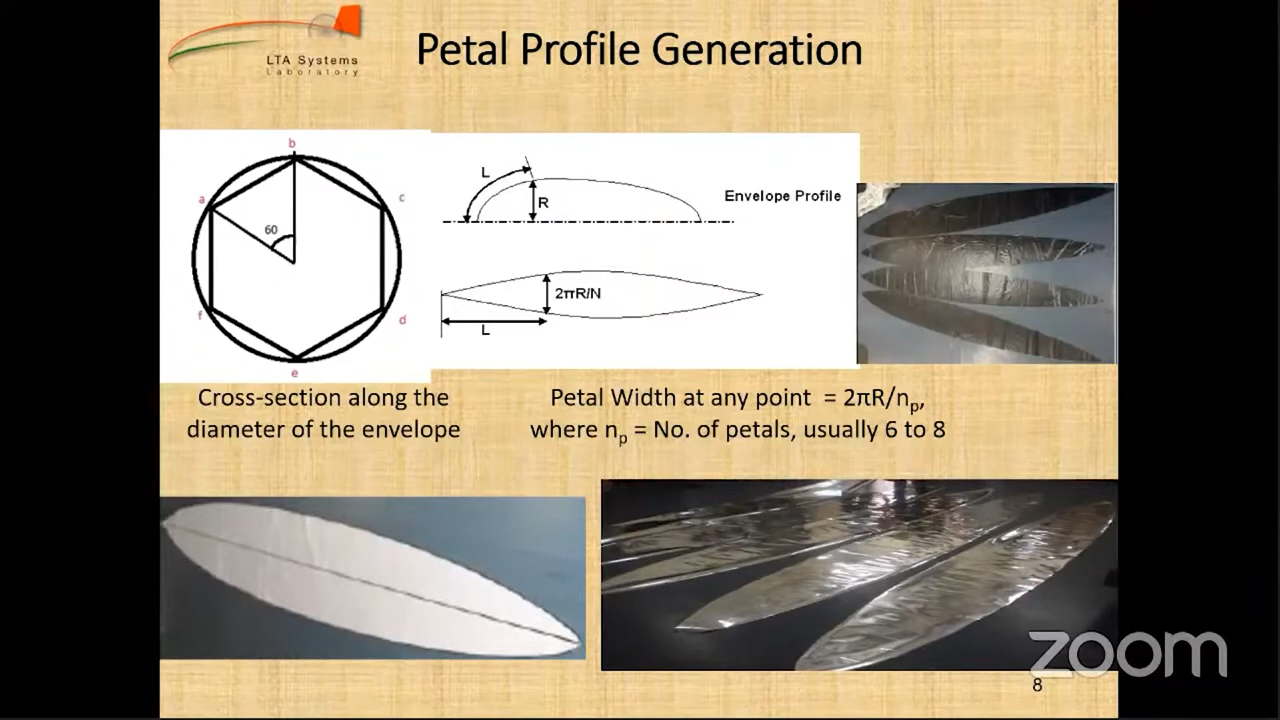 LTA Systems
Laboratory
Petal Profile Generation
b
a
c
60
f
d
e
L
R
Envelope Profile
2πR/N
L
Cross-section along the
diameter of the envelope
Petal Width at any point = 2πR/np,
where np = No. of petals, usually 6 to 8
zoom
8